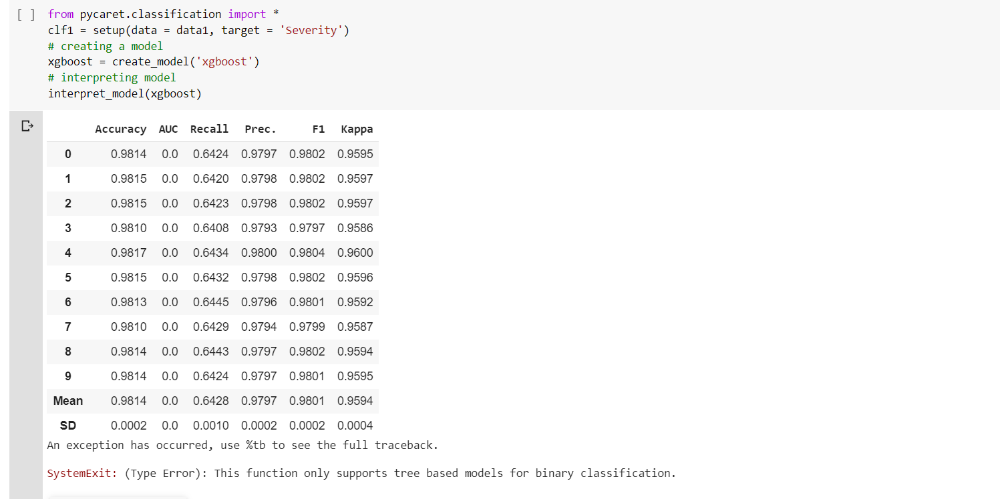 [ ] from pycaret.classification import *
clf1 = setup(data = data1, target = 'Severity')
# creating a model
xgboost = create_model('xgboost')
# interpreting model
interpret_model(xgboost)
Accuracy AUC Recall Prec. F1 Kappa
0 0.9814 0.0 0.6424 0.9797 0.9802 0.9595
1 0.9815 0.0 0.6420 0.9798 0.9802 0.9597
2 0.9815 0.0 0.6423 0.9798 0.9802 0.9597
3 0.9810 0.0 0.6408 0.9793 0.9797 0.9586
4 0.9817 0.0 0.6434 0.9800 0.9804 0.9600
5 0.9815 0.0 0.6432 0.9798 0.9802 0.9596
6 0.9813 0.0 0.6445 0.9796 0.9801 0.9592
7 0.9810 0.0 0.6429 0.9794 0.9799 0.9587
8 0.9814 0.0 0.6443 0.9797 0.9802 0.9594
9 0.9814 0.0 0.6424 0.9797 0.9801 0.9595
Mean 0.9814 0.0 0.6428 0.9797 0.9801 0.9594
SD 0.0002 0.0 0.0010 0.0002 0.0002 0.0004
An exception has occurred, use %tb to see the full traceback.
SystemExit: (Type Error): This function only supports tree based models for binary classification.